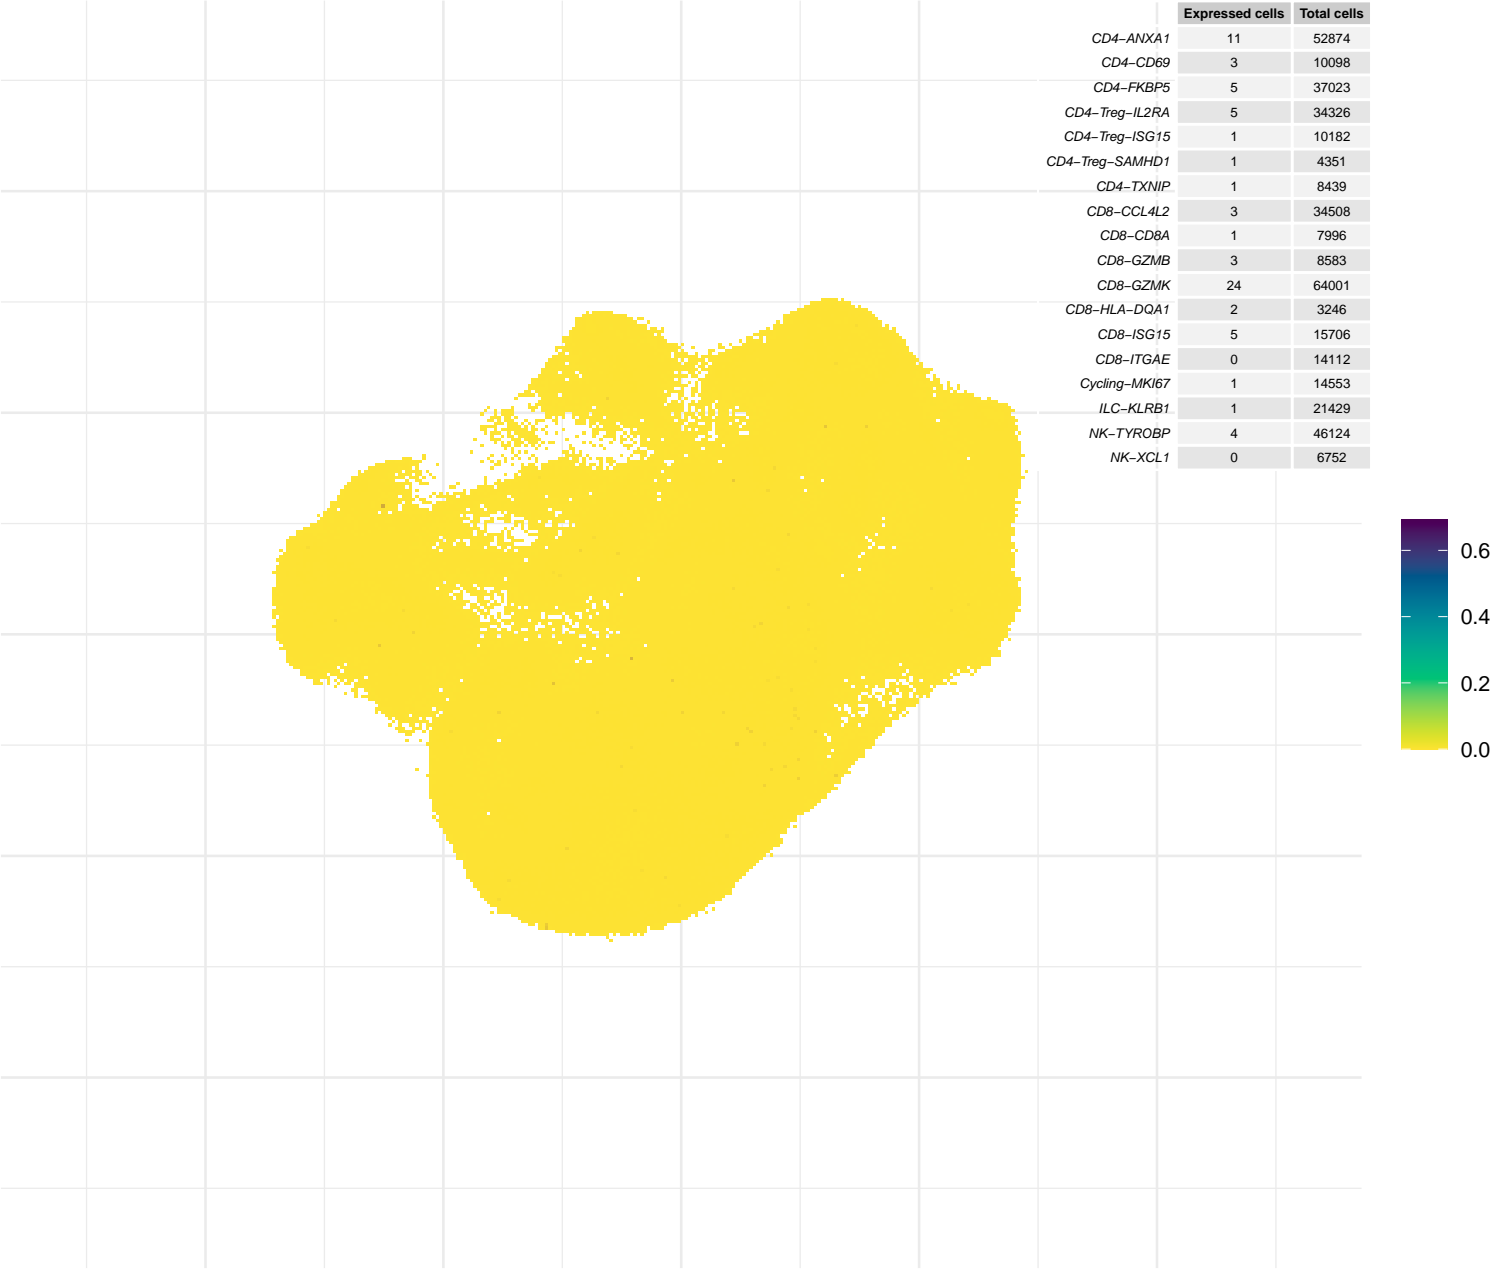 Expressed cells Total cells
CD4−ANXA1 11 52874
CD4−CD69 3 10098
CD4−FKBP5 5 37023
CD4−Treg−IL2RA 5 34326
CD4−Treg−ISG15 1 10182
CD4−Treg−SAMHD1 1 4351
CD4−TXNIP 1 8439
CD8−CCL4L2 3 34508
CD8−CD8A 1 7996
CD8−GZMB 3 8583
CD8−GZMK 24 64001
CD8−HLA−DQA1 2 3246
CD8−ISG15 5 15706
CD8−ITGAE 0 14112
Cycling−MKI67 1 14553
ILC−KLRB1 1 21429
NK−TYROBP 4 46124
NK−XCL1 0 6752
0.6
0.4
0.2
0.0